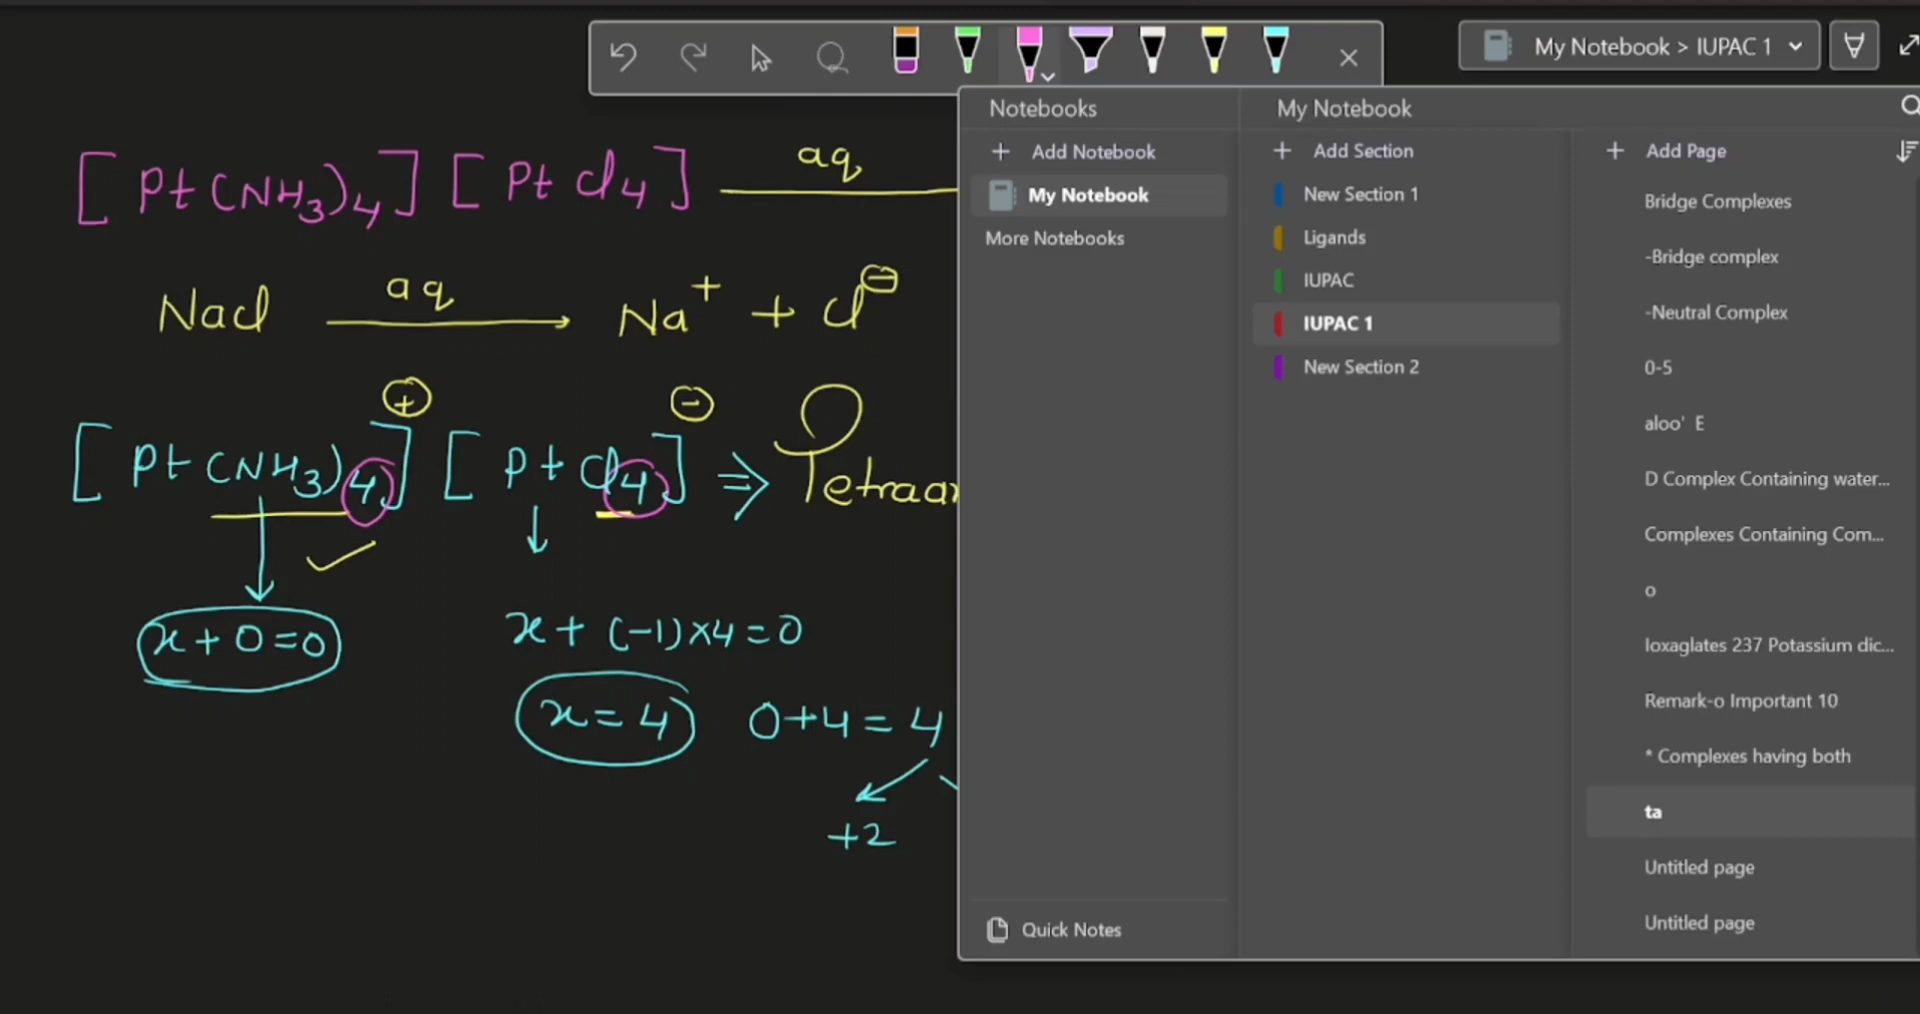 My Notebook > IUPAC 1
[Pt(NH3)4] [PtCl4] aq
NaCl aq Na+ + Cl⊖
⊕ ⊖
[Pt(NH3)4] [PtCl4] ⇒ Tetraa
x+0=0
x+(-1)×4=0
x=4 0+4=4
+2
Notebooks
+ Add Notebook
My Notebook
More Notebooks
Quick Notes
My Notebook
+ Add Section
New Section 1
Ligands
IUPAC
IUPAC 1
New Section 2
+ Add Page
Bridge Complexes
-Bridge complex
-Neutral Complex
0-5
aloo' E
D Complex Containing water...
Complexes Containing Com...
o
Ioxaglates 237 Potassium dic...
Remark-o Important 10
* Complexes having both
ta
Untitled page
Untitled page